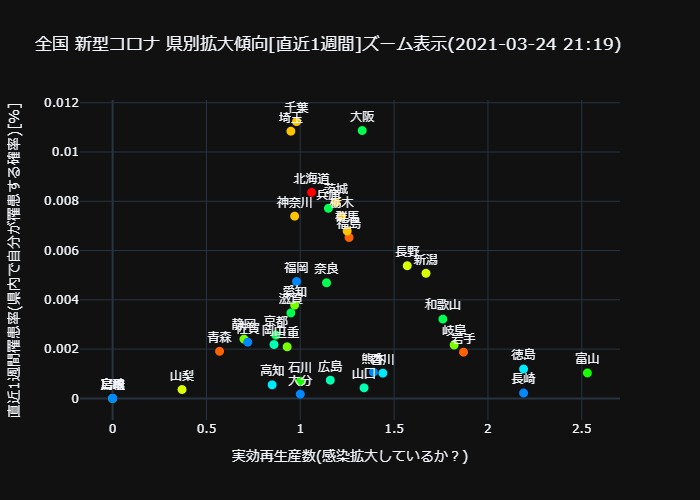 全国 新型コロナ 県別拡大傾向[直近1週間]ズーム表示(2021-03-24 21:19)
直近1週間罹患率(県内で自分が罹患する確率)[%]
0.012
0.01
0.008
0.006
0.004
0.002
0
千葉
埼玉
大阪
北海道
茨城
兵庫
栃木
神奈川
群馬
福島
長野
新潟
福岡
奈良
愛知
滋賀
和歌山
京都
静岡
佐賀
岡山
三重
岐阜
岩手
青森
徳島
富山
石川
広島
熊本
香川
高知
山口
山梨
大分
長崎
0
0.5
1
1.5
2
2.5
実効再生産数(感染拡大しているか？)